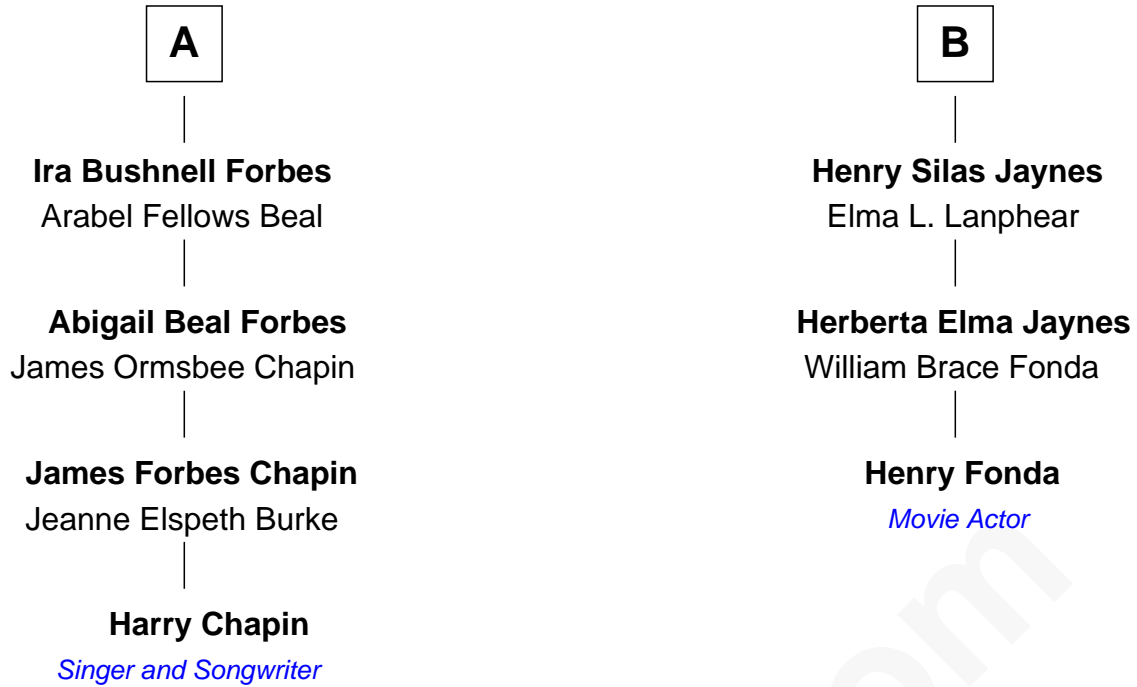 A
Ira Bushnell Forbes
Arabel Fellows Beal
Abigail Beal Forbes
James Ormsbee Chapin
James Forbes Chapin
Jeanne Elspeth Burke
Harry Chapin
Singer and Songwriter
B
Henry Silas Jaynes
Elma L. Lanphear
Herberta Elma Jaynes
William Brace Fonda
Henry Fonda
Movie Actor
om